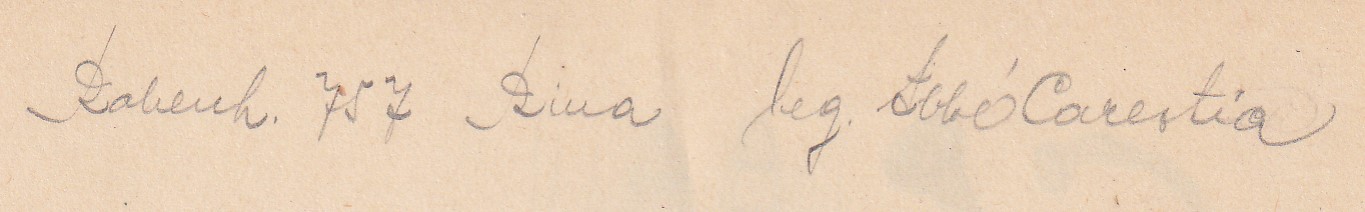 Rabenh. 757 Riva leg. Abbé Carestia